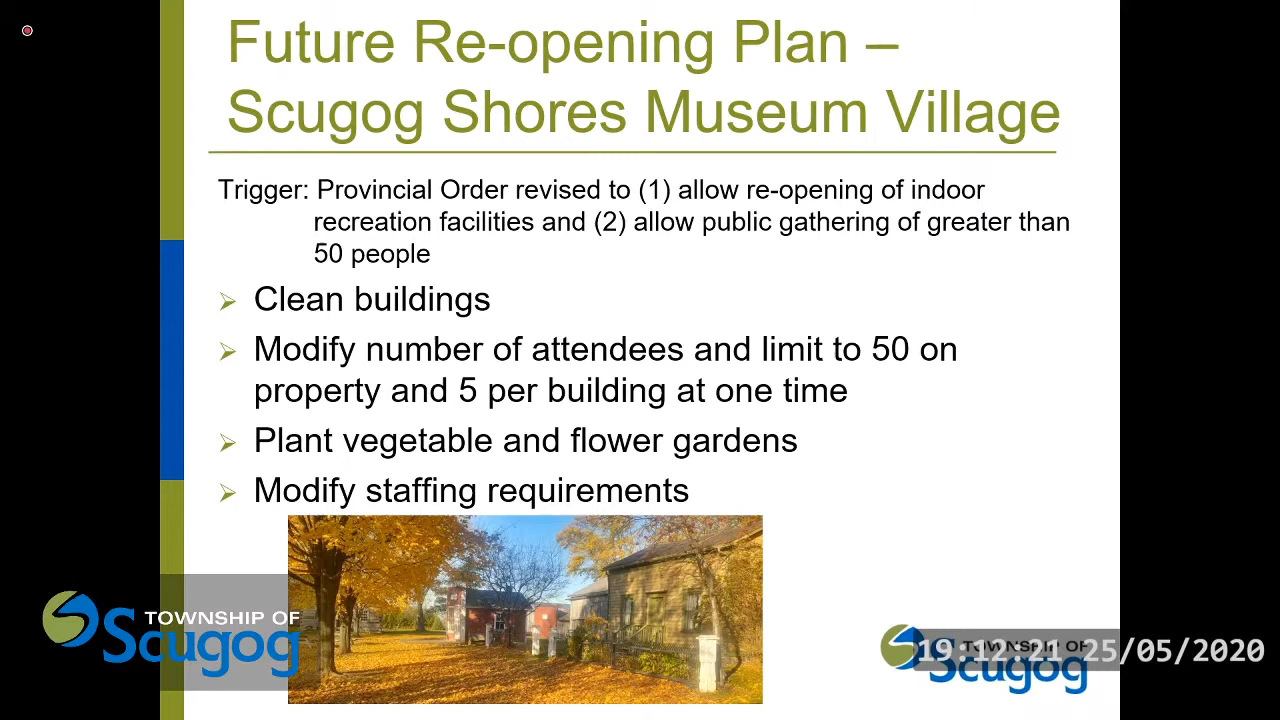 Future Re-opening Plan –
Scugog Shores Museum Village
Trigger: Provincial Order revised to (1) allow re-opening of indoor
recreation facilities and (2) allow public gathering of greater than
50 people
Clean buildings
Modify number of attendees and limit to 50 on
property and 5 per building at one time
Plant vegetable and flower gardens
Modify staffing requirements
TOWNSHIP OF
Scugog
TOWNSHIP OF
19:12:21 25/05/2020
Scugog